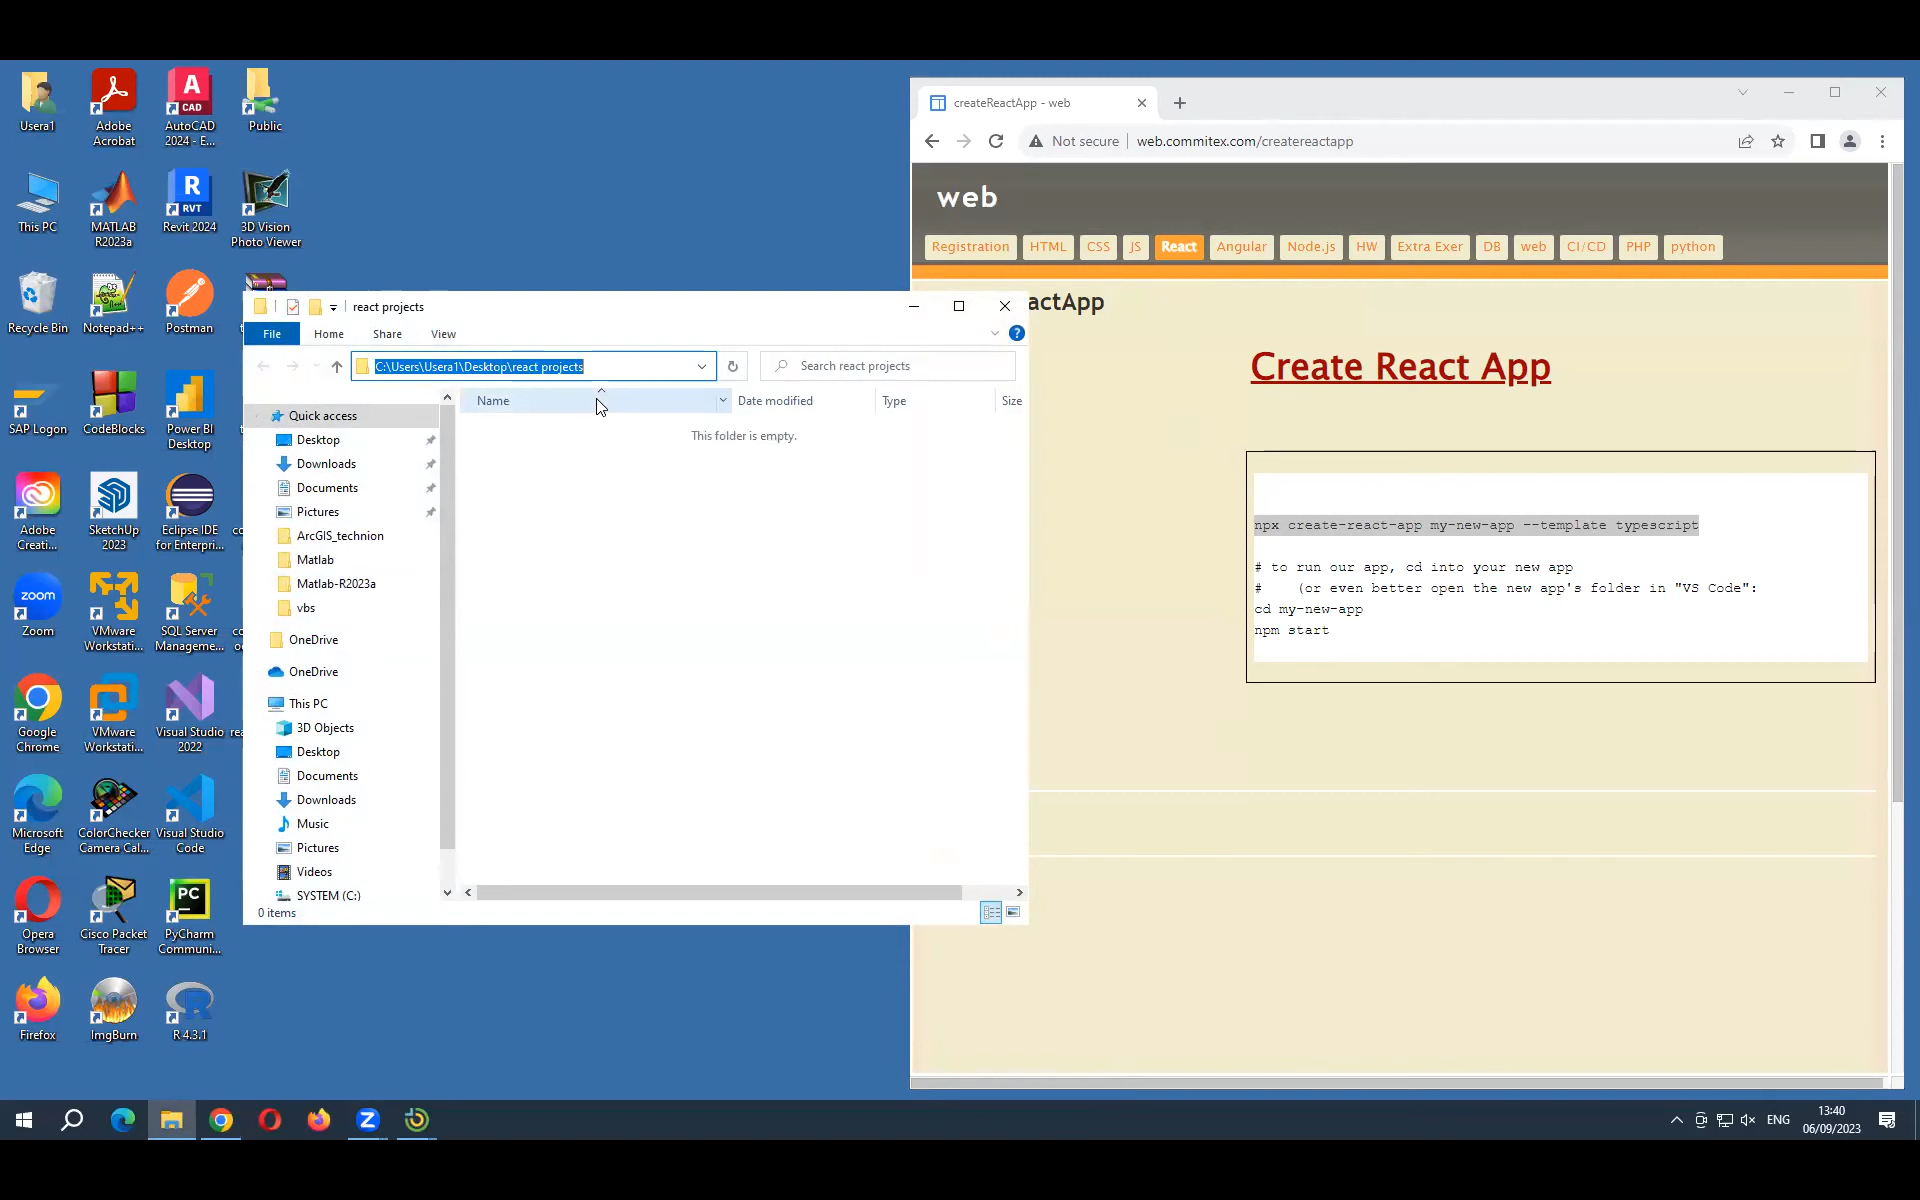 Usera1
Adobe
Acrobat
AutoCAD
2024 - E...
Public
This PC
MATLAB
R2023a
Revit 2024
3D Vision
Photo Viewer
Recycle Bin
Notepad++
Postman
SAP Logon
CodeBlocks
Power BI
Desktop
Adobe
Creati...
SketchUp
2023
Eclipse IDE
for Enterpri...
Zoom
VMware
Workstati...
SQL Server
Manageme...
Google
Chrome
VMware
Workstati...
Visual Studio
2022
Microsoft
Edge
ColorChecker
Camera Cal...
Visual Studio
Code
Opera
Browser
Cisco Packet
Tracer
PyCharm
Communi...
Firefox
ImgBurn
R 4.3.1
react projects
File
Home
Share
View
C:\Users\Usera1\Desktop\react projects
Search react projects
Name
Date modified
Type
Size
This folder is empty.
Quick access
Desktop
Downloads
Documents
Pictures
ArcGIS_technion
Matlab
Matlab-R2023a
vbs
OneDrive
OneDrive
This PC
3D Objects
Desktop
Documents
Downloads
Music
Pictures
Videos
SYSTEM (C:)
0 items
createReactApp - web
Not secure
web.commitex.com/createreactapp
web
Registration
HTML
CSS
JS
React
Angular
Node.js
HW
Extra Exer
DB
web
CI/CD
PHP
python
actApp
Create React App
npx create-react-app my-new-app --template typescript
# to run our app, cd into your new app
# (or even better open the new app's folder in "VS Code":
cd my-new-app
npm start
ENG
13:40
06/09/2023